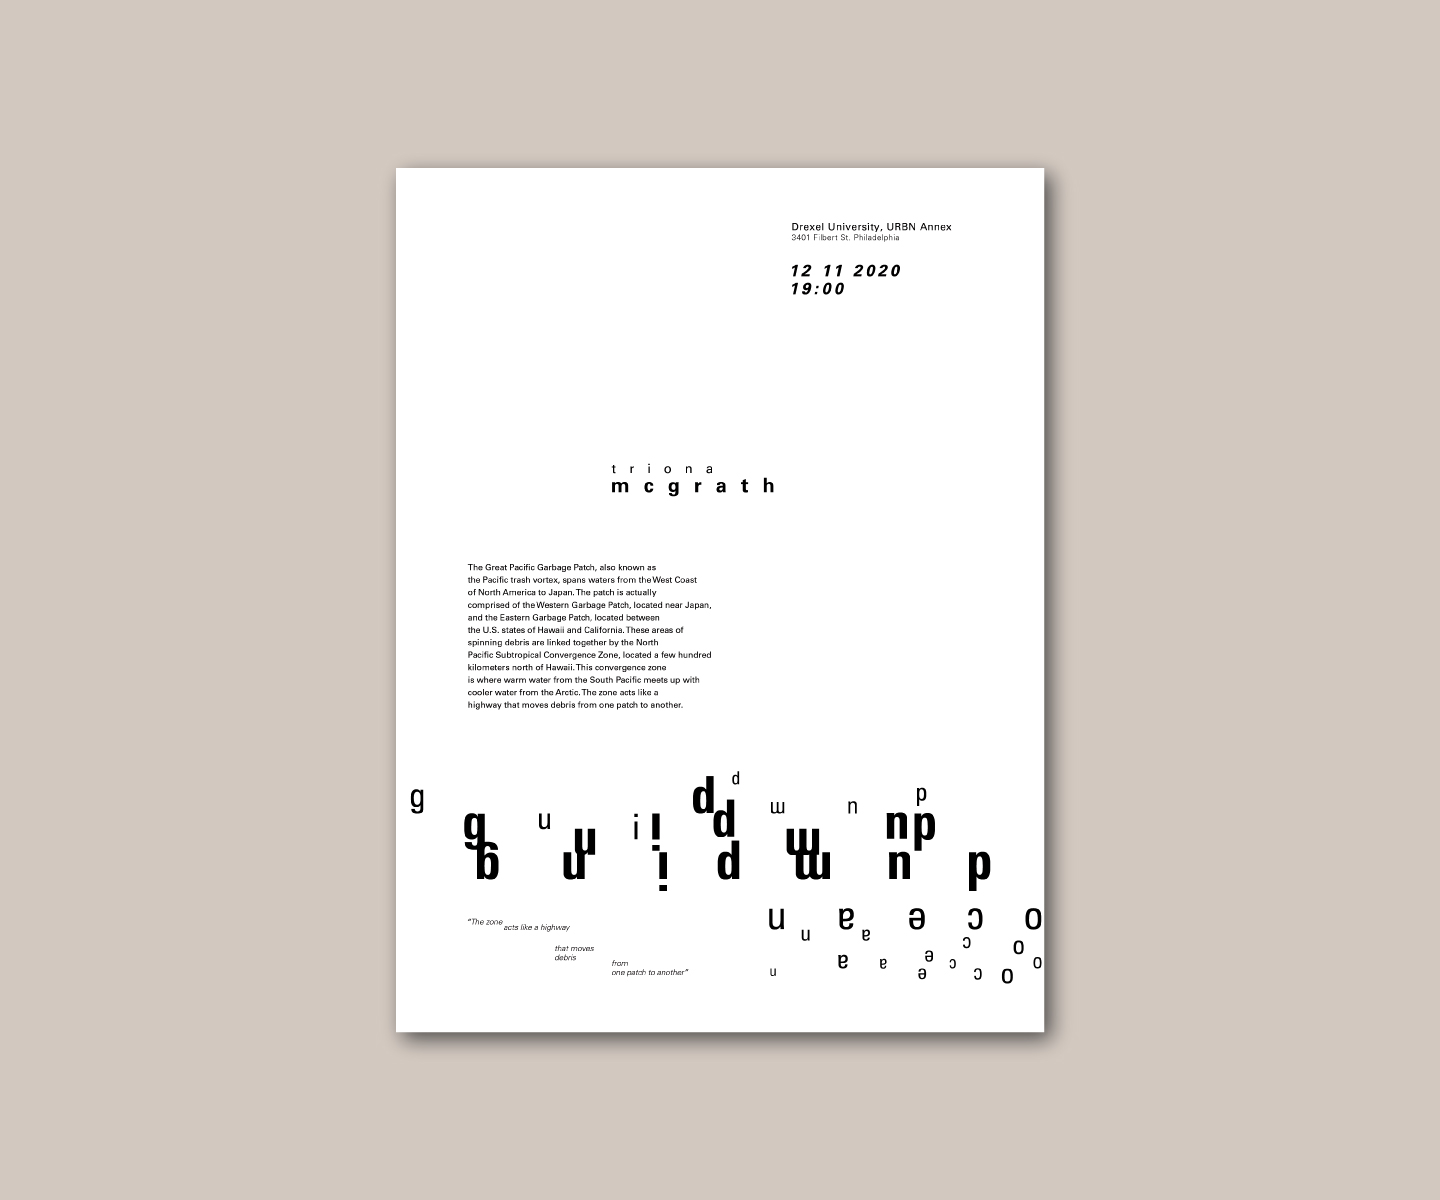 Drexel University, URBN Annex
3401 Filbert St. Philadelphia
12 11 2020
19:00
triona
mcgrath
The Great Pacific Garbage Patch, also known as
the Pacific trash vortex, spans waters from the West Coast
of North America to Japan. The patch is actually
comprised of the Western Garbage Patch, located near Japan,
and the Eastern Garbage Patch, located between
the U.S. states of Hawaii and California. These areas of
spinning debris are linked together by the North
Pacific Subtropical Convergence Zone, located a few hundred
kilometers north of Hawaii. This convergence zone
is where warm water from the South Pacific meets up with
cooler water from the Arctic. The zone acts like a
highway that moves debris from one patch to another.
“The zone
acts like a highway
that moves
debris
from
one patch to another”